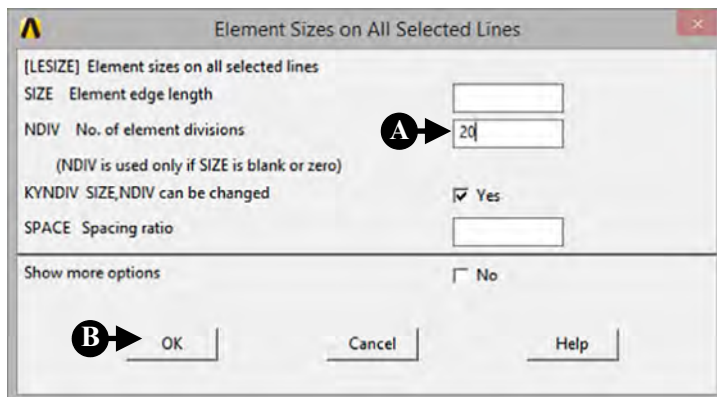 Element Sizes on All Selected Lines
[LESIZE] Element sizes on all selected lines
SIZE Element edge length
NDIV No. of element divisions
A
20
(NDIV is used only if SIZE is blank or zero)
KYNDIV SIZE,NDIV can be changed
Yes
SPACE Spacing ratio
Show more options
No
B
OK
Cancel
Help